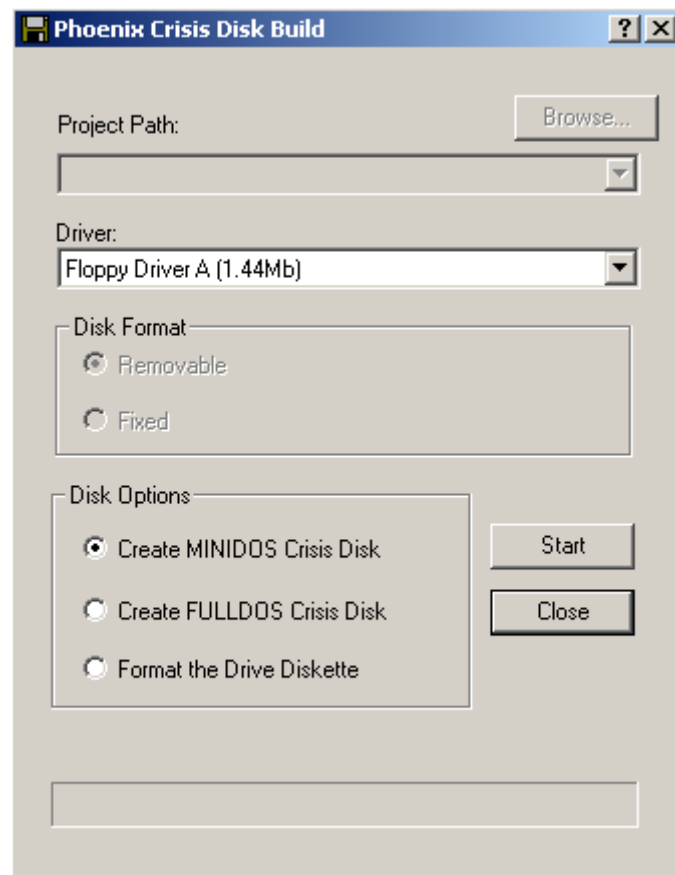 Phoenix Crisis Disk Build
Browse...
Project Path:
Driver:
Floppy Driver A (1.44Mb)
Disk Format
Removable
Fixed
Disk Options
Create MINIDOS Crisis Disk
Start
Create FULLDOS Crisis Disk
Close
Format the Drive Diskette